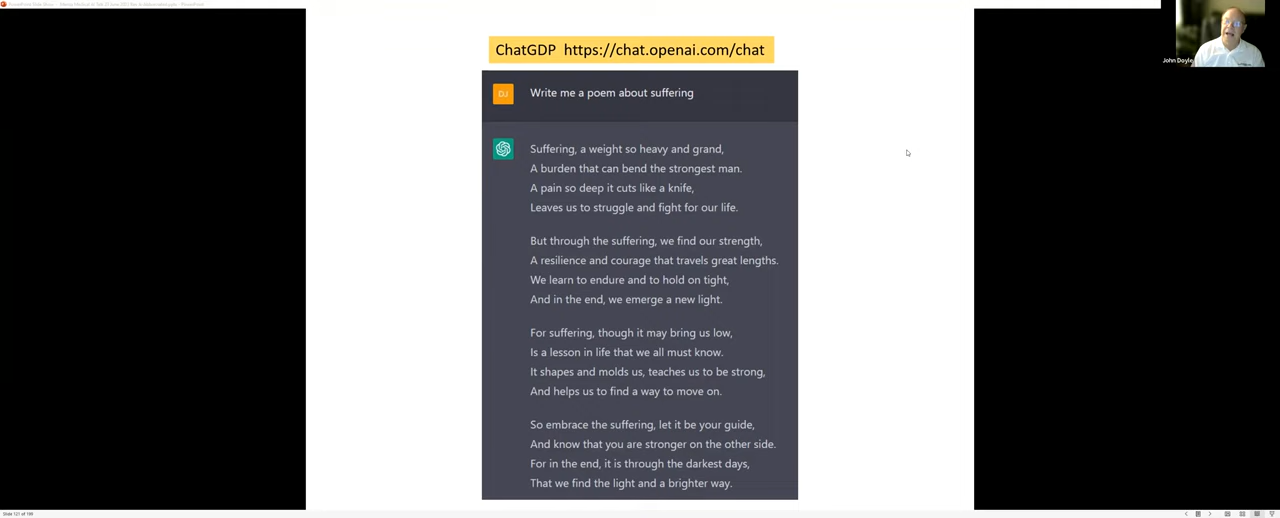 John Doyle
ChatGDP https://chat.openai.com/chat
DJ
Write me a poem about suffering
Suffering, a weight so heavy and grand,
A burden that can bend the strongest man.
A pain so deep it cuts like a knife,
Leaves us to struggle and fight for our life.
But through the suffering, we find our strength,
A resilience and courage that travels great lengths.
We learn to endure and to hold on tight,
And in the end, we emerge a new light.
For suffering, though it may bring us low,
Is a lesson in life that we all must know.
It shapes and molds us, teaches us to be strong,
And helps us to find a way to move on.
So embrace the suffering, let it be your guide,
And know that you are stronger on the other side.
For in the end, it is through the darkest days,
That we find the light and a brighter way.
Slide 121 of 199